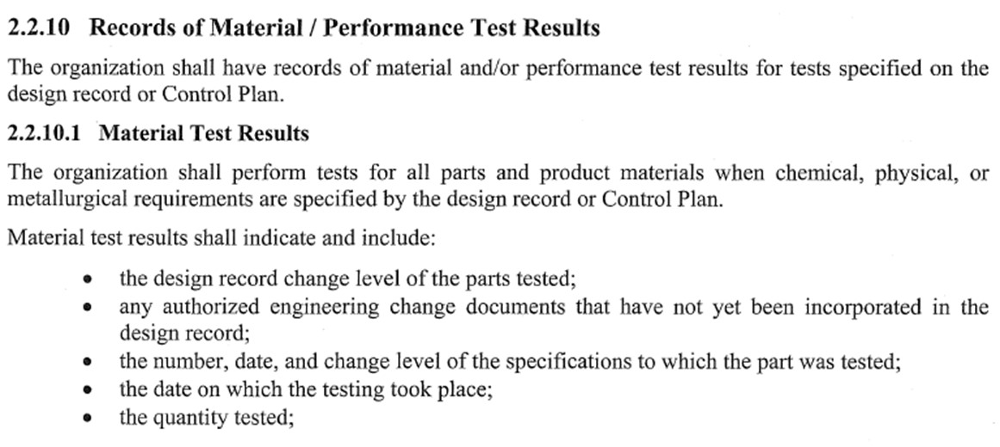 2.2.10 Records of Material / Performance Test Results
The organization shall have records of material and/or performance test results for tests specified on the
design record or Control Plan.
2.2.10.1 Material Test Results
The organization shall perform tests for all parts and product materials when chemical, physical, or
metallurgical requirements are specified by the design record or Control Plan.
Material test results shall indicate and include:
• the design record change level of the parts tested;
• any authorized engineering change documents that have not yet been incorporated in the
design record;
• the number, date, and change level of the specifications to which the part was tested;
• the date on which the testing took place;
• the quantity tested;